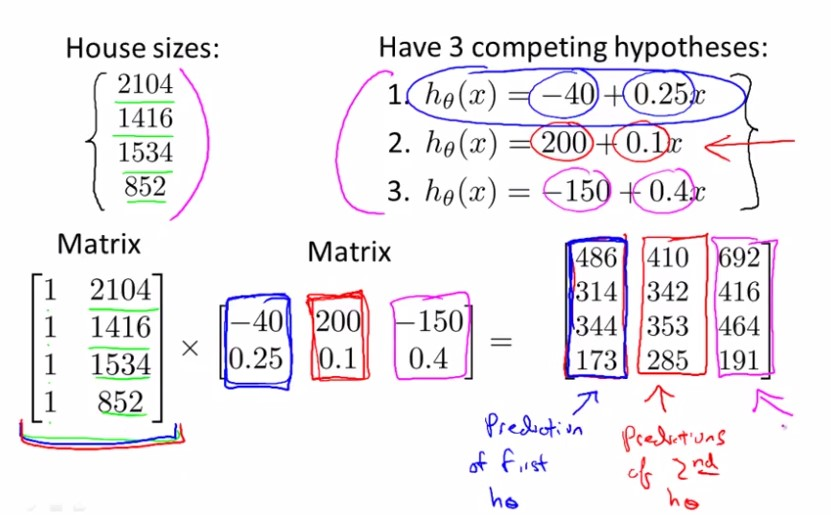 House sizes:
2104
1416
1534
852
Have 3 competing hypotheses:
1. hθ(x) = −40 + 0.25x
2. hθ(x) = 200 + 0.1x
3. hθ(x) = −150 + 0.4x
Matrix
1 2104
1 1416
1 1534
1 852
×
Matrix
−40 200 −150
0.25 0.1 0.4
=
486 410 692
314 342 416
344 353 464
173 285 191
Prediction
of first
hθ
Predictions
of 2nd
hθ